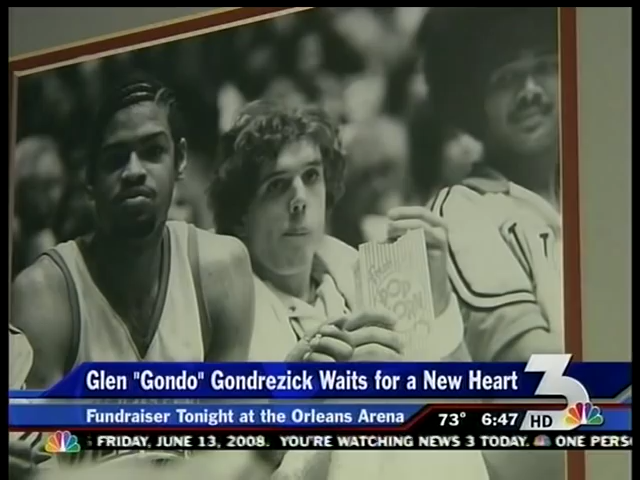 POP
CORN
Glen "Gondo" Gondrezick Waits for a New Heart
3
Fundraiser Tonight at the Orleans Arena
73° 6:47 HD
FRIDAY, JUNE 13, 2008. YOU'RE WATCHING NEWS 3 TODAY. ONE PERS